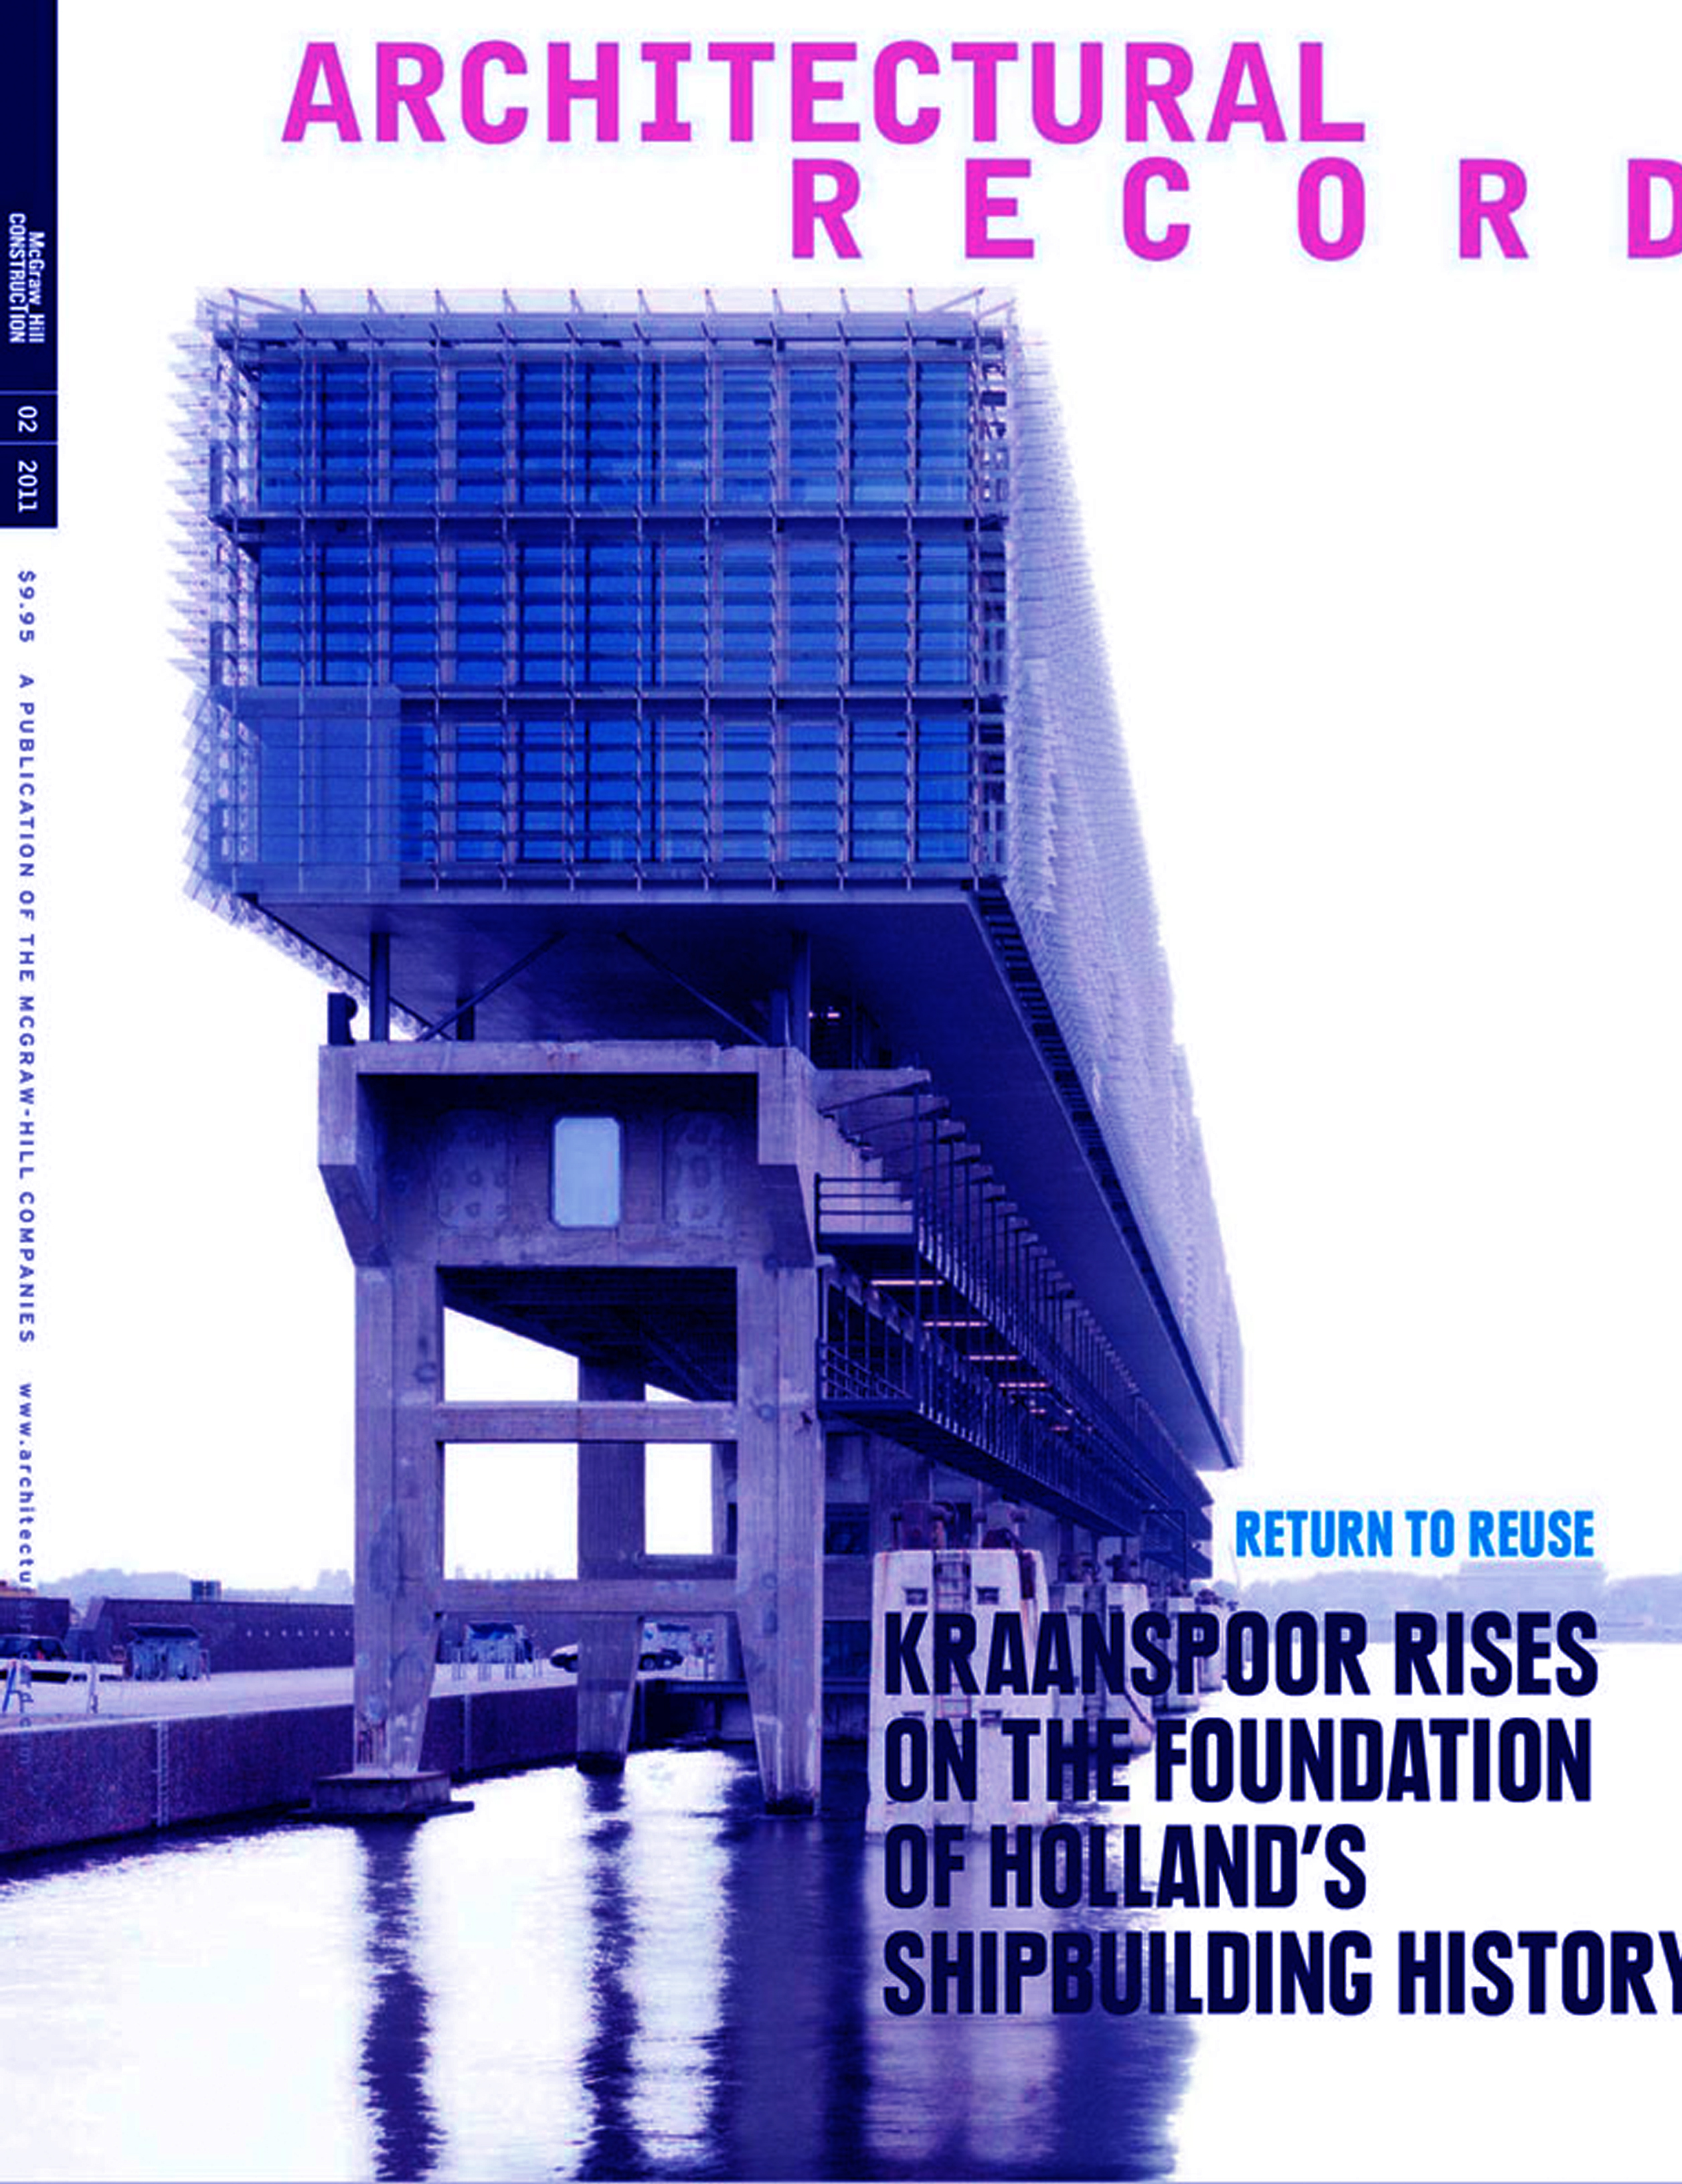 ARCHITECTURAL
RECORD
McGraw Hill
CONSTRUCTION
02 2011
$9.95 A PUBLICATION OF THE MCGRAW-HILL COMPANIES
RETURN TO REUSE
KRAANSPOOR RISES
ON THE FOUNDATION
OF HOLLAND'S
SHIPBUILDING HISTORY